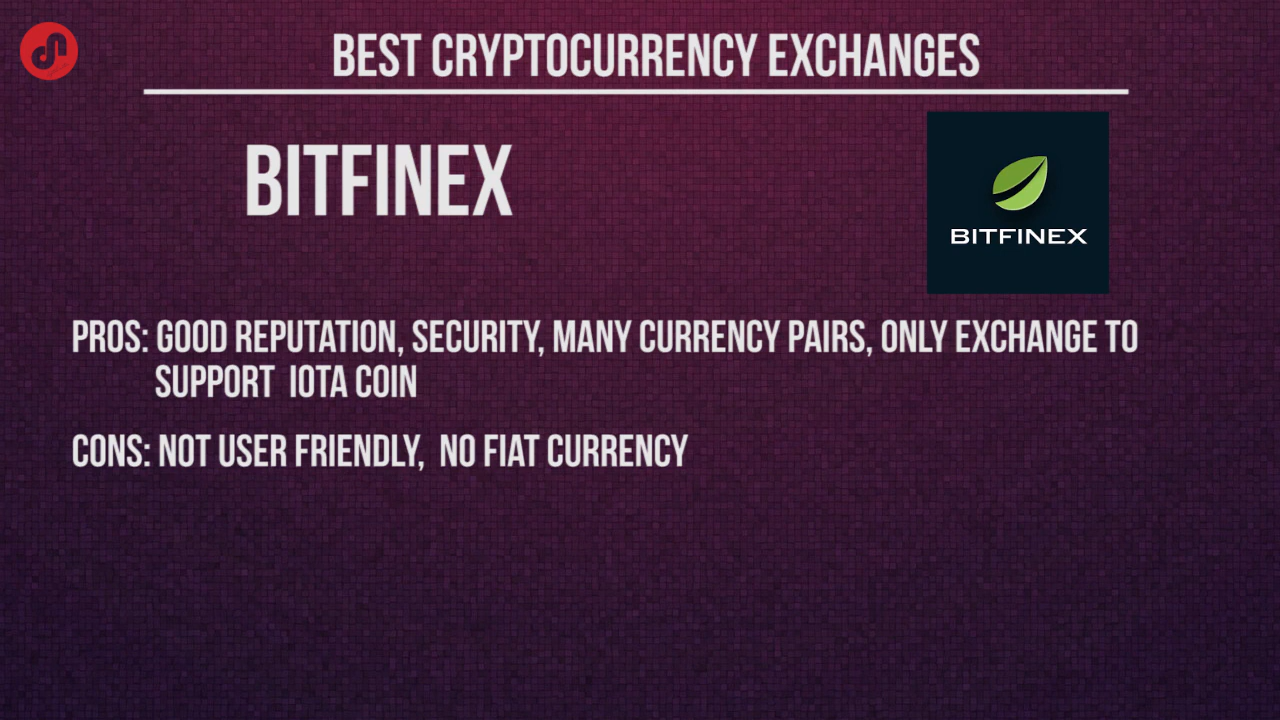 BEST CRYPTOCURRENCY EXCHANGES
BITFINEX
BITFINEX
PROS: GOOD REPUTATION, SECURITY, MANY CURRENCY PAIRS, ONLY EXCHANGE TO
SUPPORT IOTA COIN
CONS: NOT USER FRIENDLY, NO FIAT CURRENCY